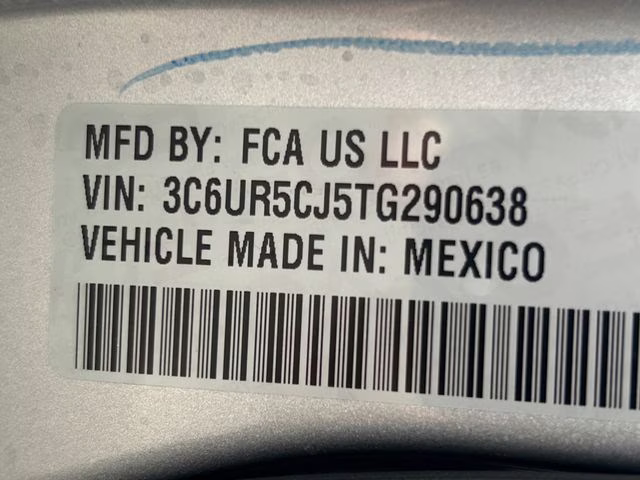 MFD BY: FCA US LLC
VIN: 3C6UR5CJ5TG290638
VEHICLE MADE IN: MEXICO